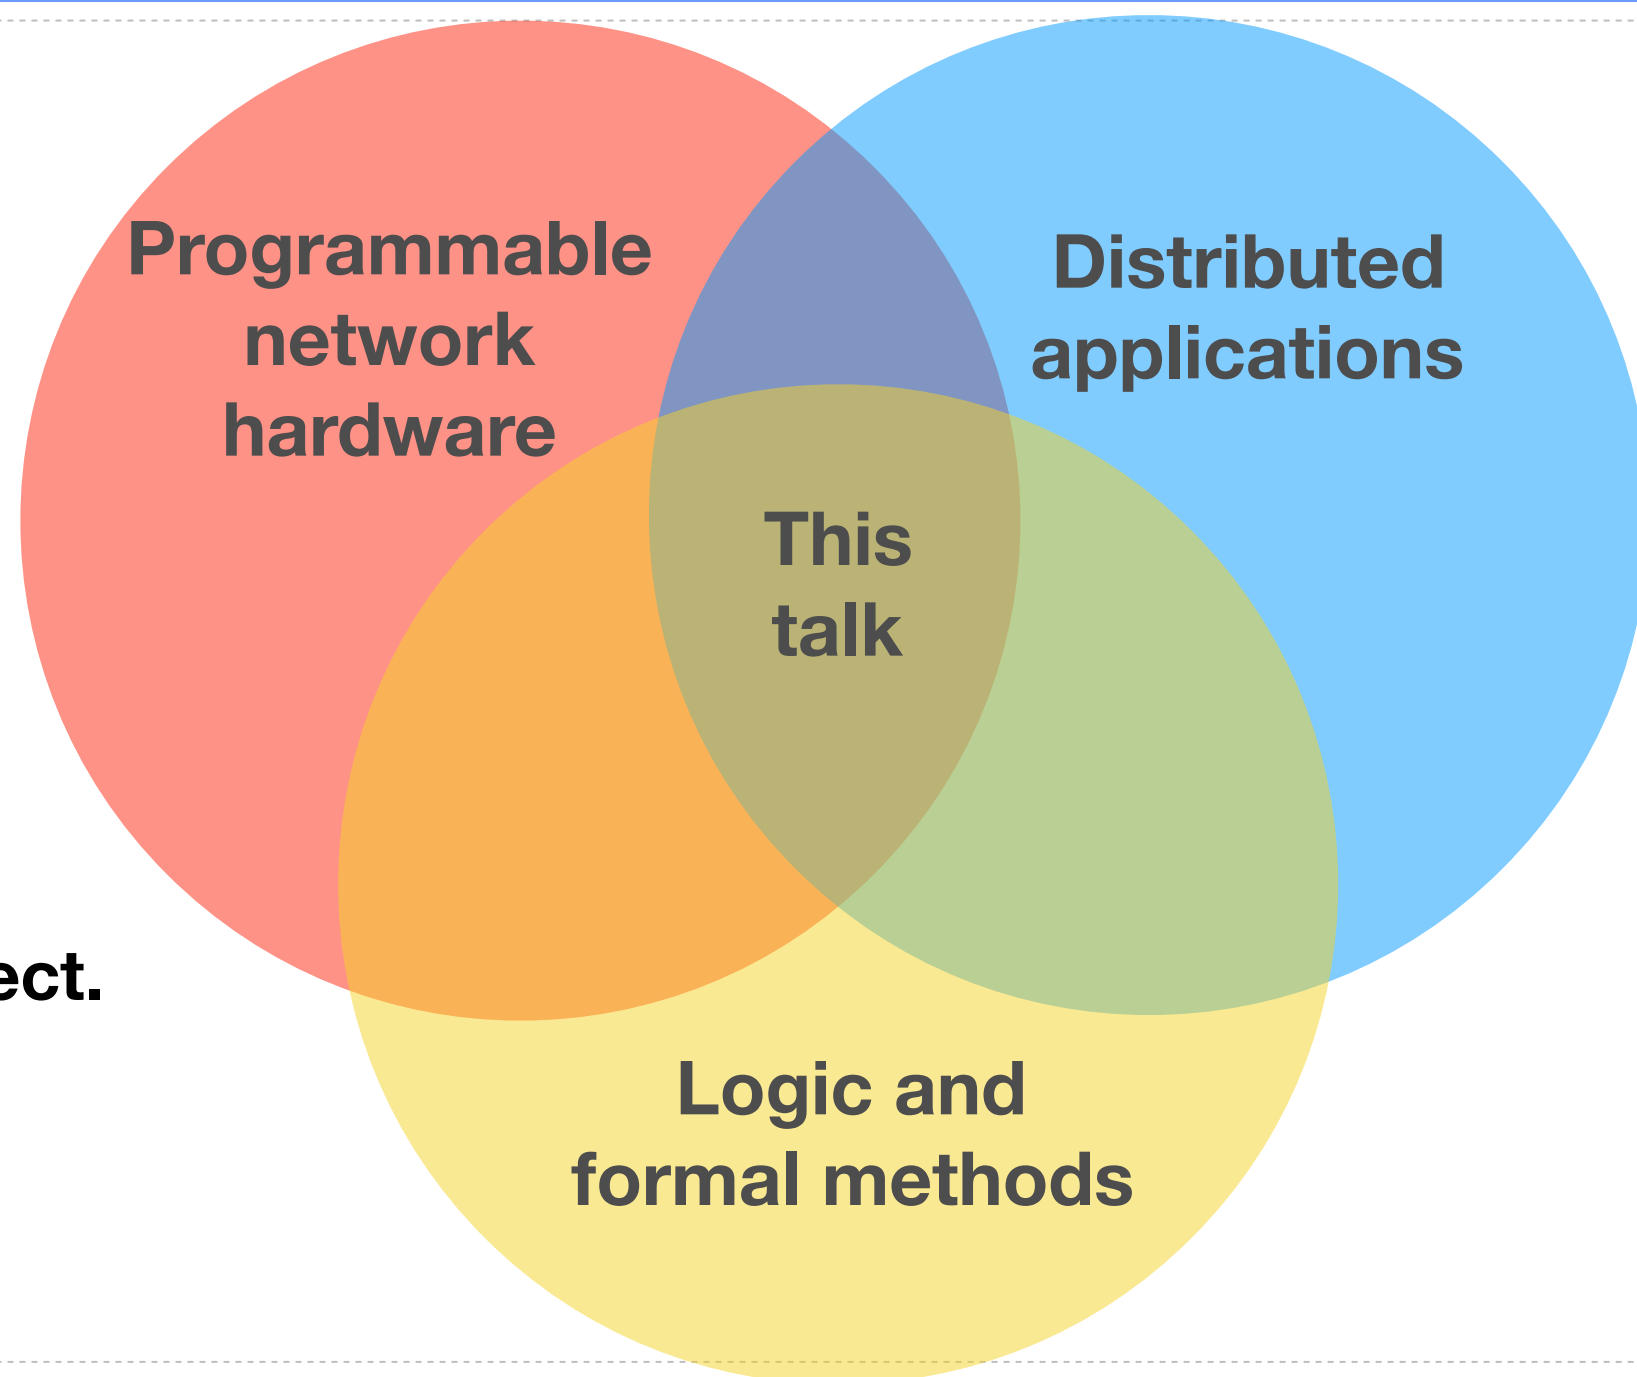 Programmable
network
hardware
Distributed
applications
This
talk
ect.
Logic and
formal methods